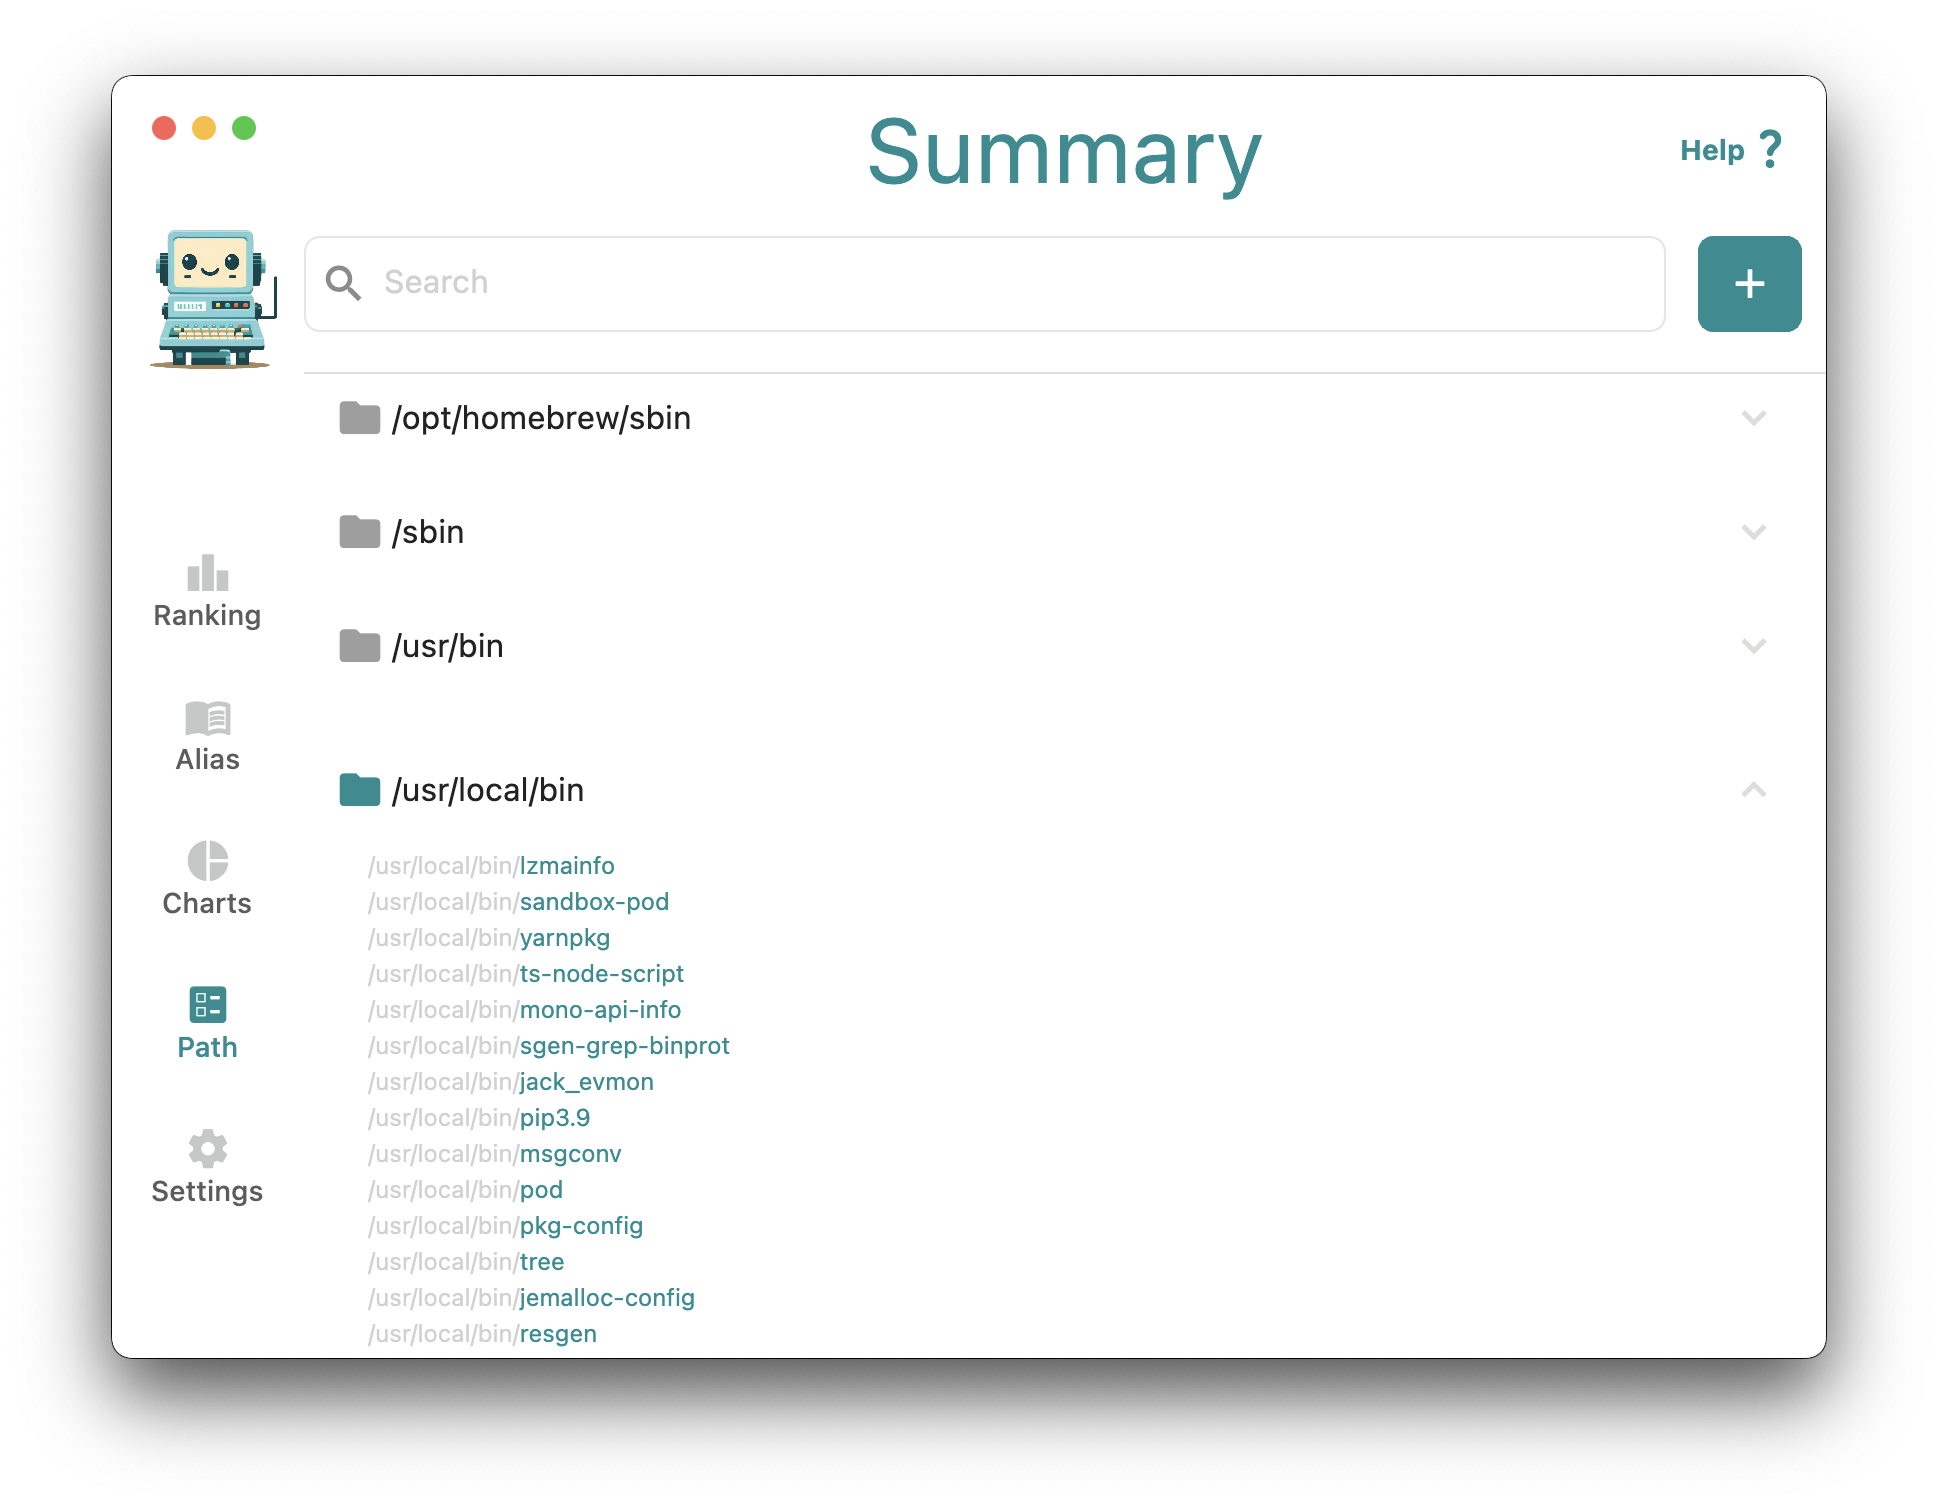 Summary
Help ?
Search
+
/opt/homebrew/sbin
/sbin
/usr/bin
/usr/local/bin
/usr/local/bin/lzmainfo
/usr/local/bin/sandbox-pod
/usr/local/bin/yarnpkg
/usr/local/bin/ts-node-script
/usr/local/bin/mono-api-info
/usr/local/bin/sgen-grep-binprot
/usr/local/bin/jack_evmon
/usr/local/bin/pip3.9
/usr/local/bin/msgconv
/usr/local/bin/pod
/usr/local/bin/pkg-config
/usr/local/bin/tree
/usr/local/bin/jemalloc-config
/usr/local/bin/resgen
Ranking
Alias
Charts
Path
Settings